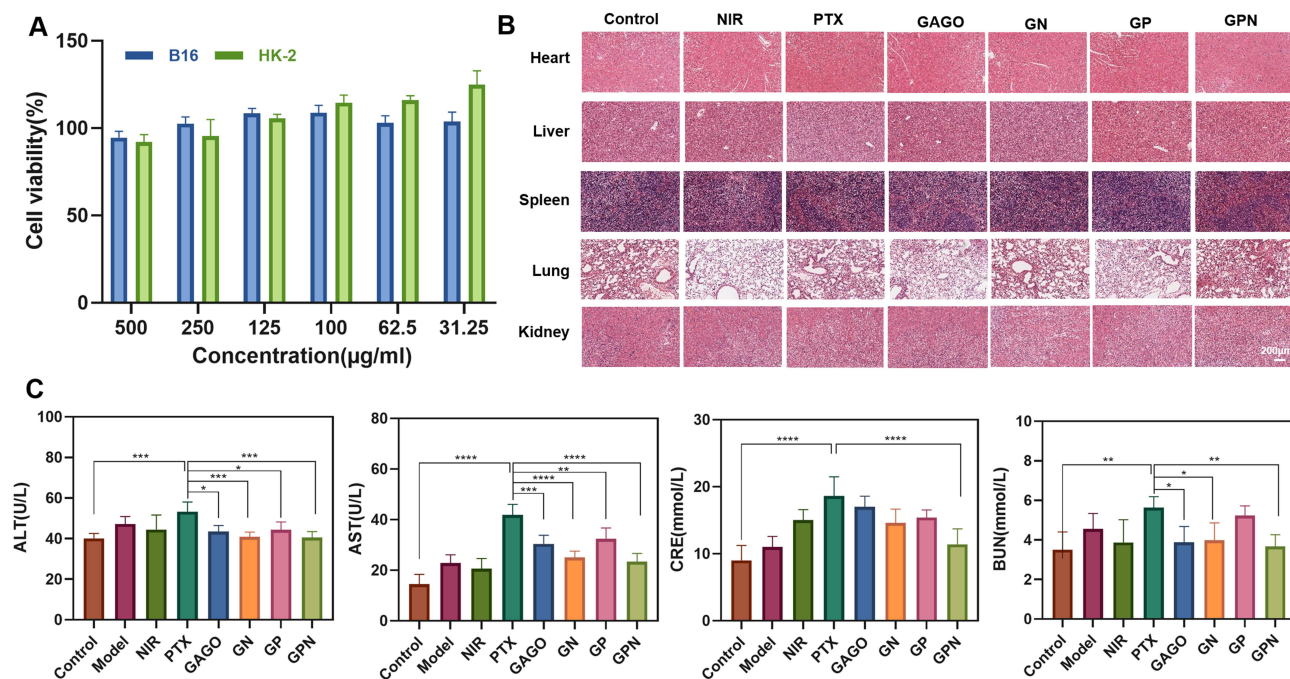 A
150
100
50
0
Cell viability(%)
B16
HK-2
500 250 125 100 62.5 31.25
Concentration(μg/ml)
B
Control NIR PTX GAGO GN GP GPN
Heart
Liver
Spleen
Lung
Kidney
200μm
C
100
80
60
40
20
0
ALT(U/L)
***
***
*
***
*
Control Model NIR PTX GAGO GN GP GPN
80
60
40
20
0
AST(U/L)
****
****
**
****
***
Control Model NIR PTX GAGO GN GP GPN
30
20
10
0
CRE(mmol/L)
****
****
Control Model NIR PTX GAGO GN GP GPN
10
8
6
4
2
0
BUN(mmol/L)
**
**
*
*
Control Model NIR PTX GAGO GN GP GPN